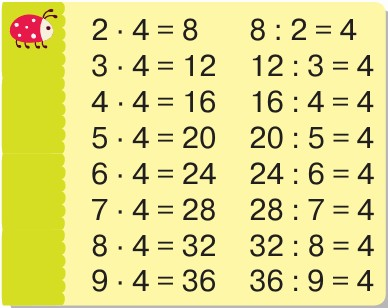 2 · 4 = 8 8 : 2 = 4
3 · 4 = 12 12 : 3 = 4
4 · 4 = 16 16 : 4 = 4
5 · 4 = 20 20 : 5 = 4
6 · 4 = 24 24 : 6 = 4
7 · 4 = 28 28 : 7 = 4
8 · 4 = 32 32 : 8 = 4
9 · 4 = 36 36 : 9 = 4